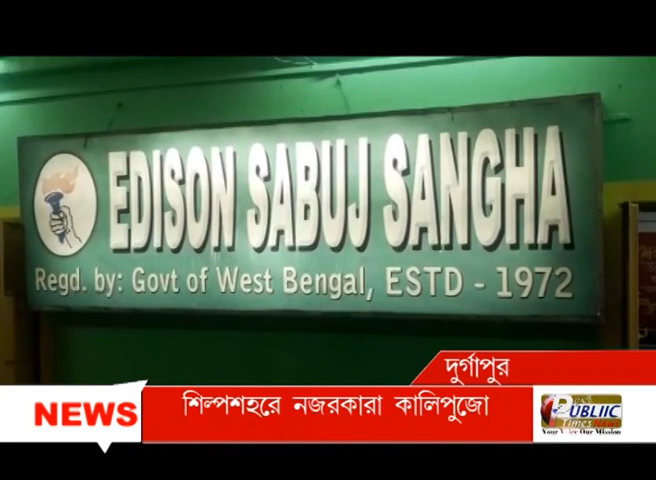 EDISON SABUJ SANGHA
Regd. by: Govt of West Bengal, ESTD - 1972
দুর্গাপুর
NEWS
শিল্পশহরে নজরকারা কালিপুজো
PUBLIIC
Times
Your Voice Our Mission